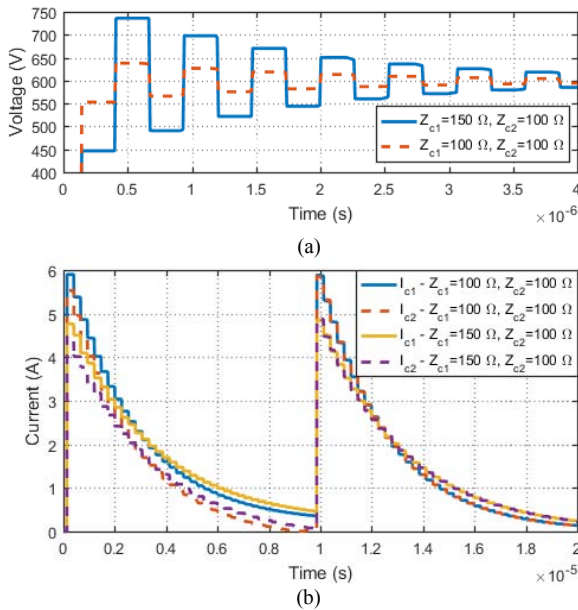 750
700
650
600
550
500
450
400
Voltage (V)
Z_c1=150 Ω, Z_c2=100 Ω
Z_c1=100 Ω, Z_c2=100 Ω
0 0.5 1 1.5 2 2.5 3 3.5 4
Time (s)
×10^-6
(a)
6
5
4
3
2
1
0
Current (A)
I_c1 - Z_c1=100 Ω, Z_c2=100 Ω
I_c2 - Z_c1=100 Ω, Z_c2=100 Ω
I_c1 - Z_c1=150 Ω, Z_c2=100 Ω
I_c2 - Z_c1=150 Ω, Z_c2=100 Ω
0 0.2 0.4 0.6 0.8 1 1.2 1.4 1.6 1.8 2
Time (s)
×10^-5
(b)